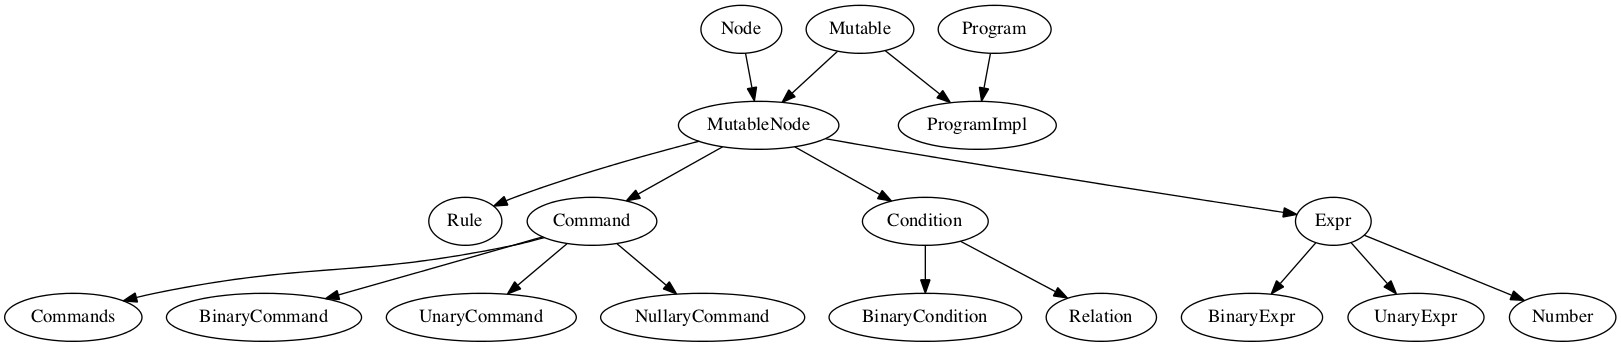 Node
Mutable
Program
MutableNode
ProgramImpl
Rule
Command
Condition
Expr
Commands
BinaryCommand
UnaryCommand
NullaryCommand
BinaryCondition
Relation
BinaryExpr
UnaryExpr
Number